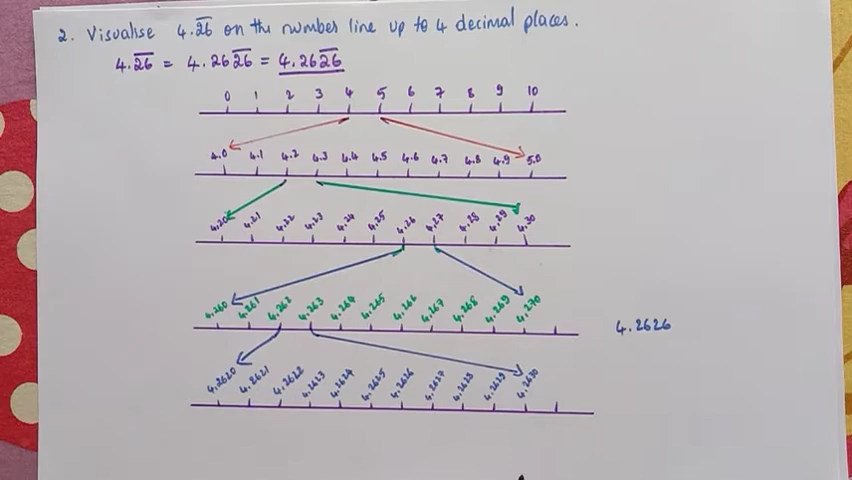 2. Visualise 4.2̅6̅ on the number line up to 4 decimal places.
4.2̅6̅ = 4.262̅6̅ = 4.262̅6̅
0 1 2 3 4 5 6 7 8 9 10
4.0 4.1 4.2 4.3 4.4 4.5 4.6 4.7 4.8 4.9 5.0
4.20 4.21 4.22 4.23 4.24 4.25 4.26 4.27 4.28 4.29 4.30
4.260 4.261 4.262 4.263 4.264 4.265 4.266 4.267 4.268 4.269 4.270
4.2626
4.2620 4.2621 4.2622 4.2623 4.2624 4.2625 4.2626 4.2627 4.2628 4.2629 4.2630